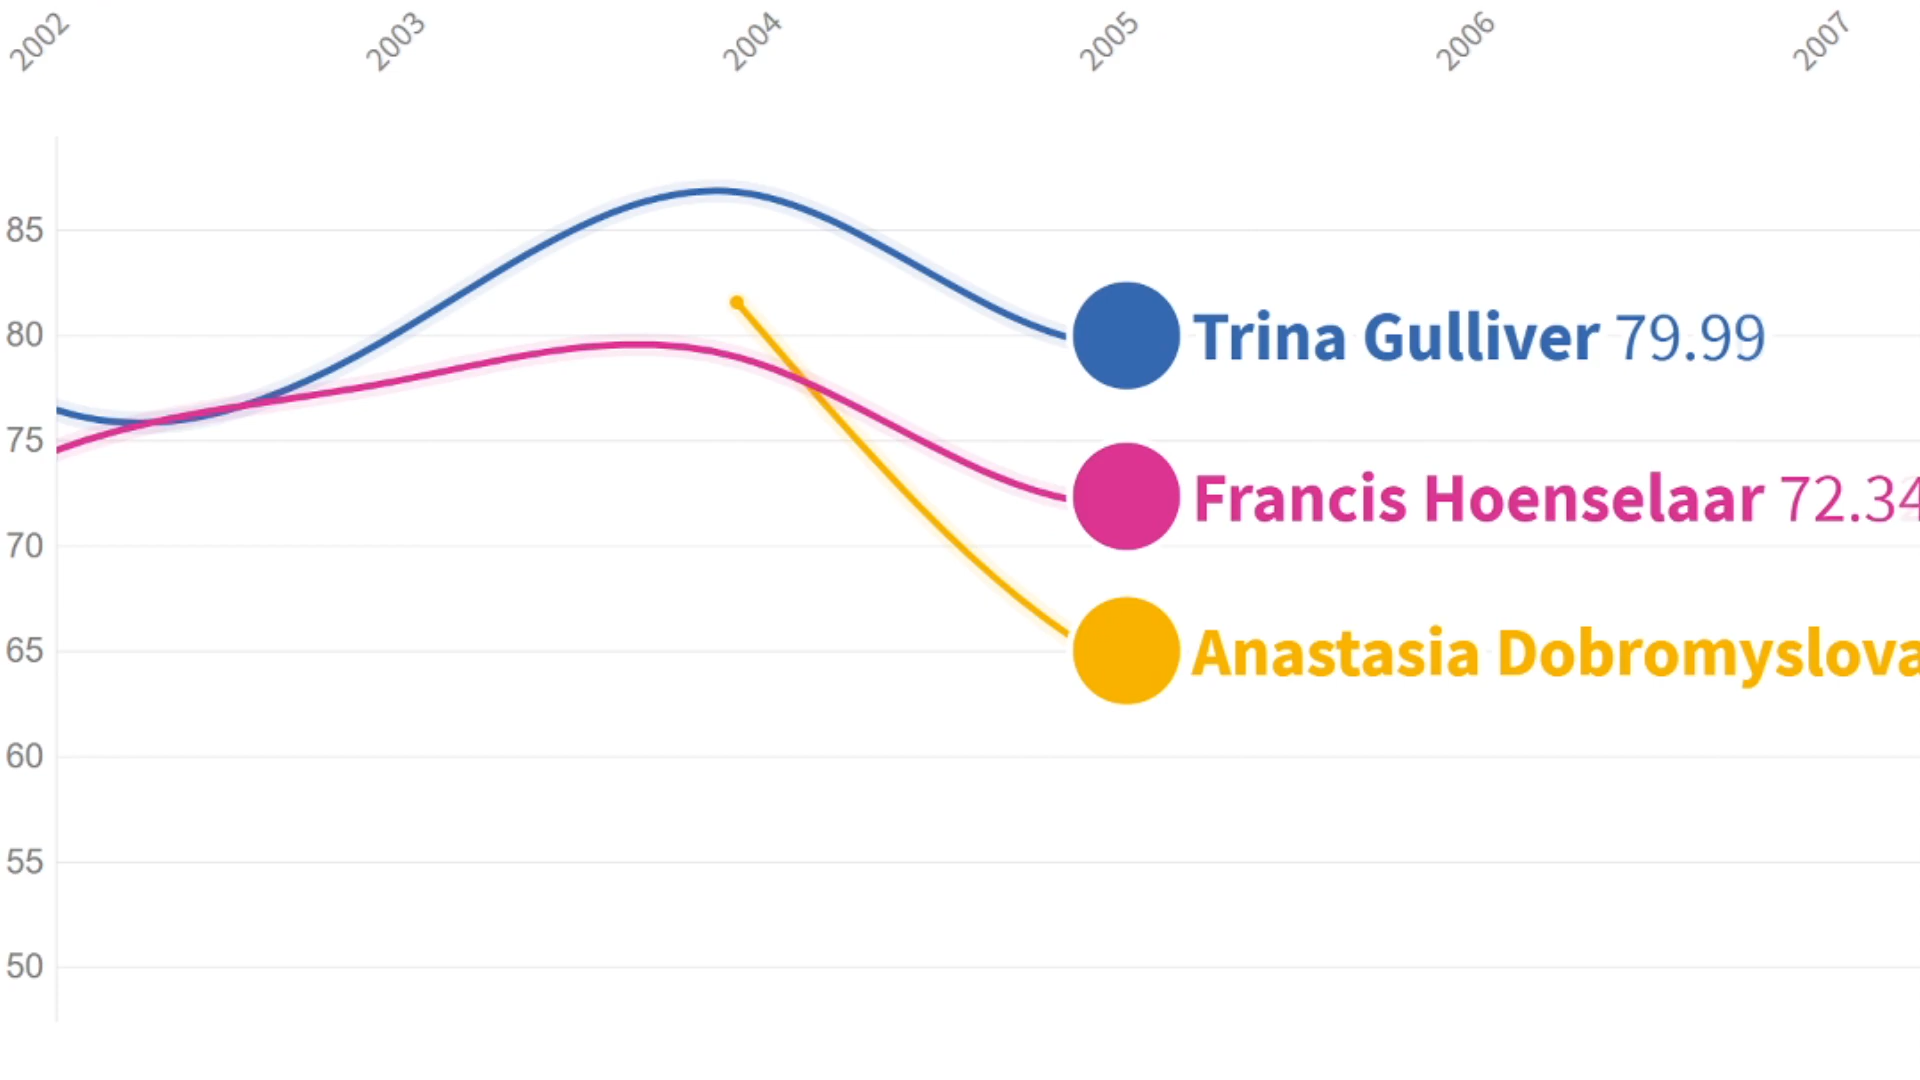 2002 2003 2004 2005 2006 2007
85
80
Trina Gulliver 79.99
75
Francis Hoenselaar 72.34
70
65
Anastasia Dobromyslova
60
55
50